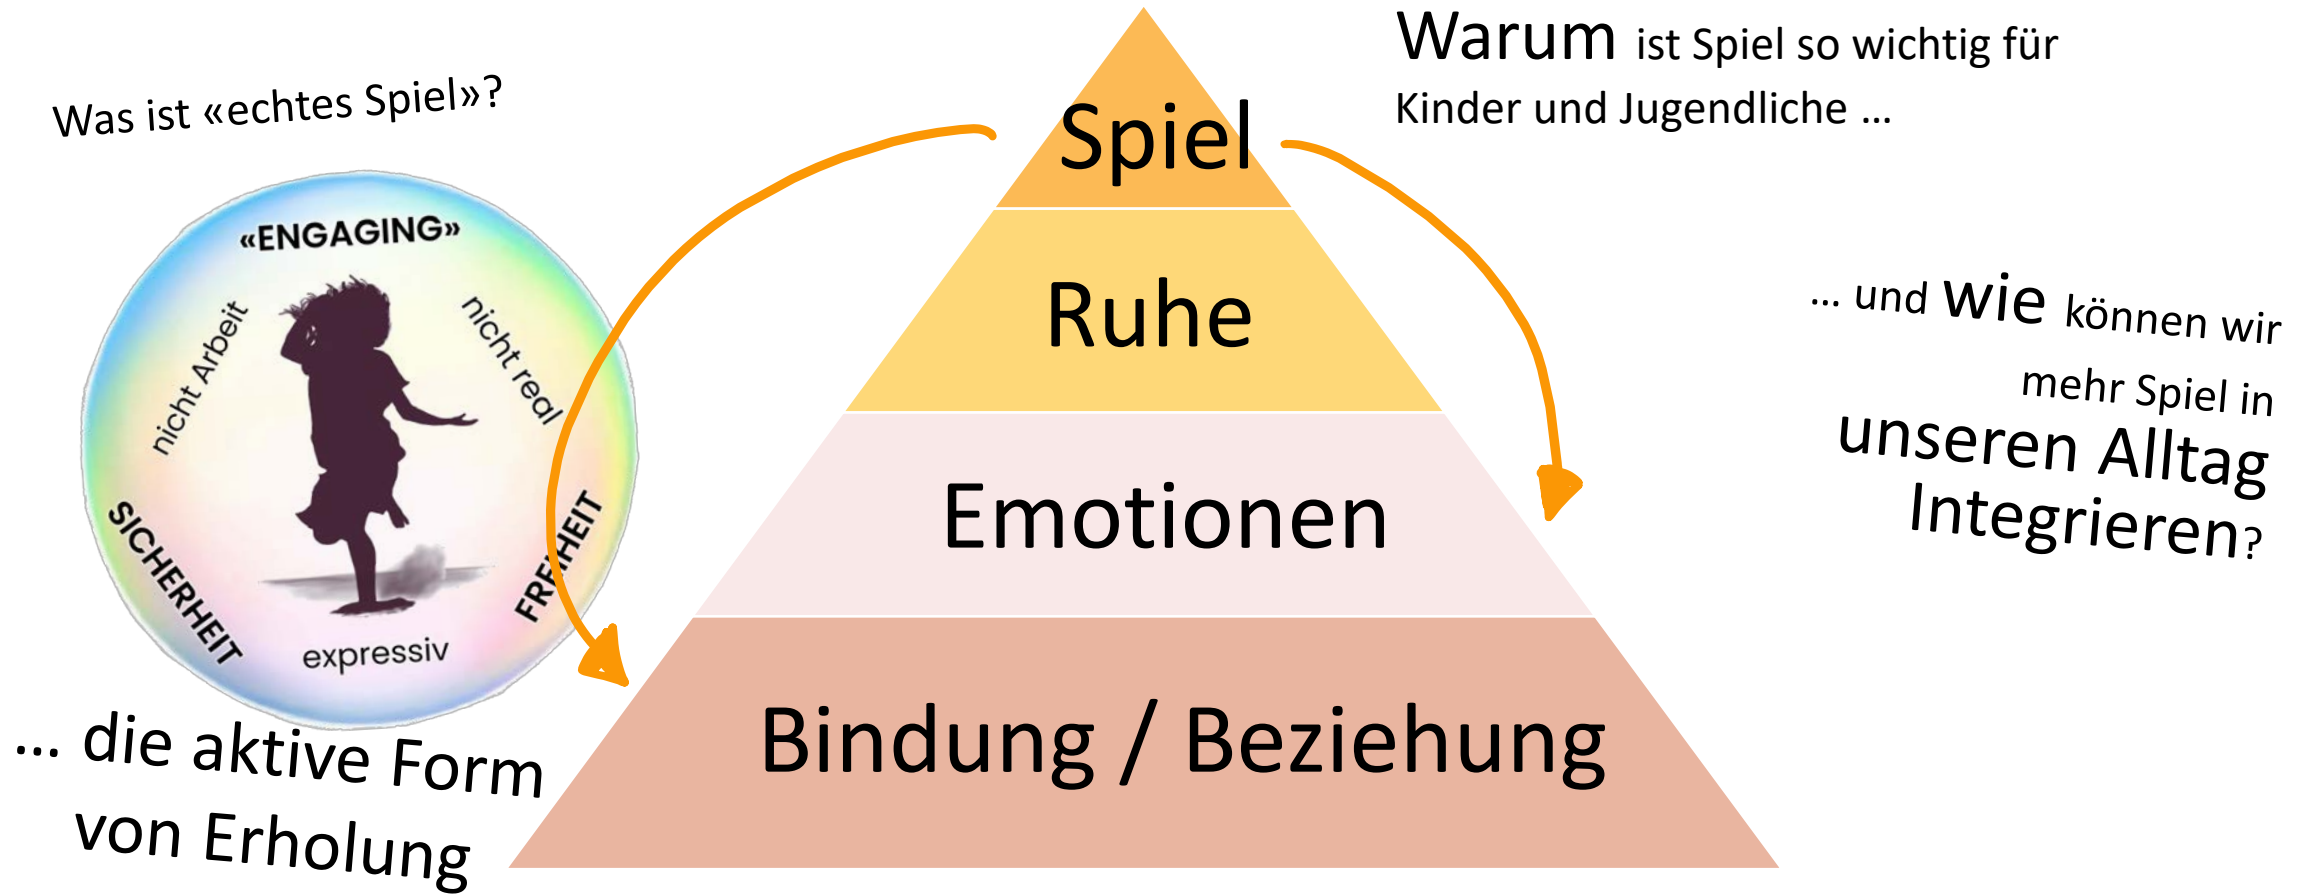 Was ist «echtes Spiel»?
«ENGAGING»
nicht Arbeit
nicht real
SICHERHEIT
FREIHEIT
expressiv
... die aktive Form
von Erholung
Spiel
Ruhe
Emotionen
Bindung / Beziehung
Warum ist Spiel so wichtig für
Kinder und Jugendliche ...
... und wie können wir
mehr Spiel in
unseren Alltag
Integrieren?